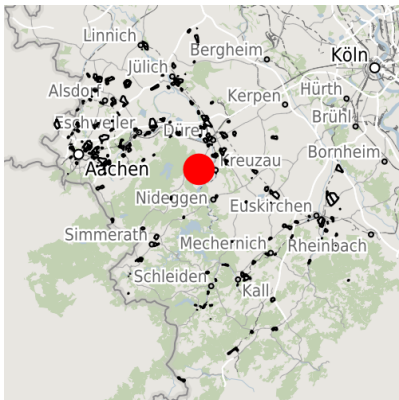 Linnich
Bergheim
Köln
Jülich
Alsdorf
Kerpen
Hürth
Brühl
Eschweiler
Düren
Bornheim
Kreuzau
Aachen
Nideggen
Euskirchen
Simmerath
Mechernich
Rheinbach
Schleiden
Kall